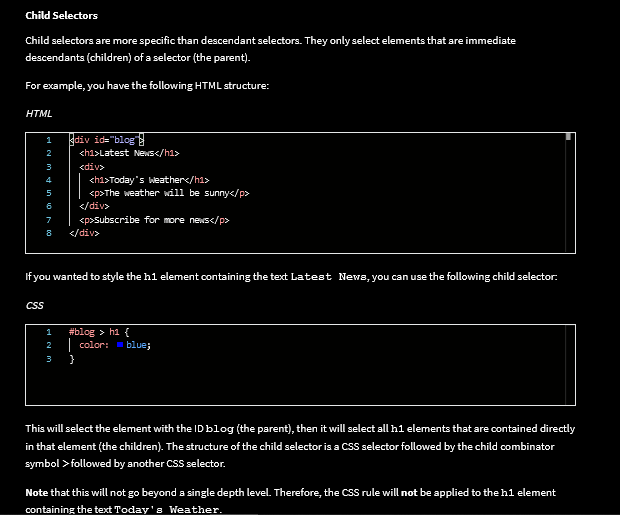 Child Selectors
Child selectors are more specific than descendant selectors. They only select elements that are immediate
descendants (children) of a selector (the parent).
For example, you have the following HTML structure:
HTML
1 <div id="blog">
2 <h1>Latest News</h1>
3 <div>
4 <h1>Today's Weather</h1>
5 <p>The weather will be sunny</p>
6 </div>
7 <p>Subscribe for more news</p>
8 </div>
If you wanted to style the h1 element containing the text Latest News, you can use the following child selector:
CSS
1 #blog > h1 {
2 color: blue;
3 }
This will select the element with the ID blog (the parent), then it will select all h1 elements that are contained directly
in that element (the children). The structure of the child selector is a CSS selector followed by the child combinator
symbol > followed by another CSS selector.
Note that this will not go beyond a single depth level. Therefore, the CSS rule will not be applied to the h1 element
containing the text Today's Weather.